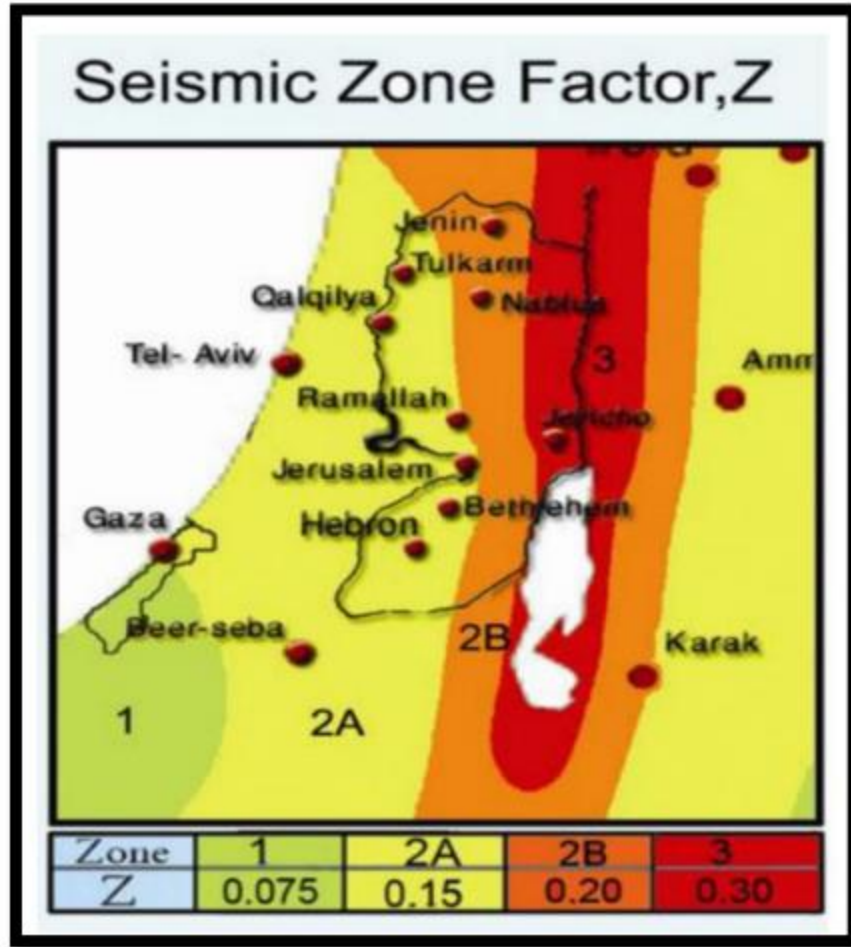 Seismic Zone Factor,Z
Jenin
Tulkarm
Qalqilya
Nablus
Tel- Aviv
3
Amm
Ramallah
Jericho
Jerusalem
Gaza
Bethlehem
Hebron
Beer-seba
2B
Karak
1
2A
Zone 1 2A 2B 3
Z 0.075 0.15 0.20 0.30